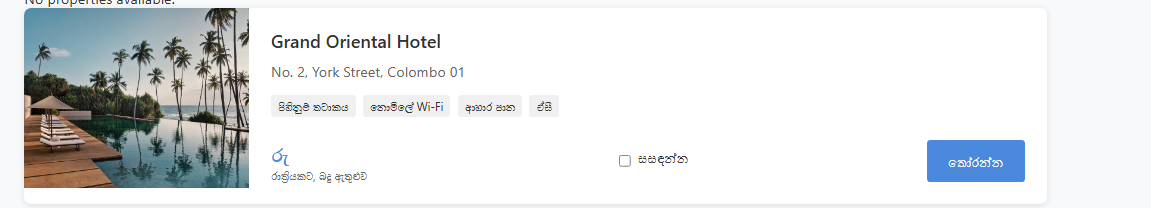 No properties available.
Grand Oriental Hotel
No. 2, York Street, Colombo 01
පිහිනුම් තටාකය නොමිලේ Wi-Fi ආහාර පාන ඒසී
රු
සසඳන්න
තෝරන්න
රාත්‍රියකට, බදු ඇතුළුව